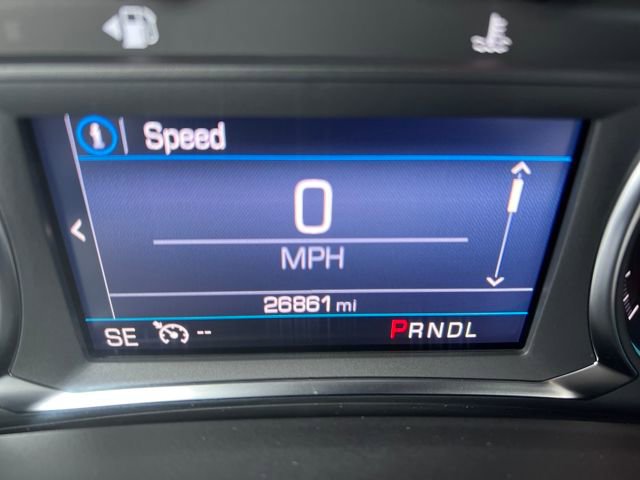 i Speed
0
MPH
26861 mi
SE -- PRNDL